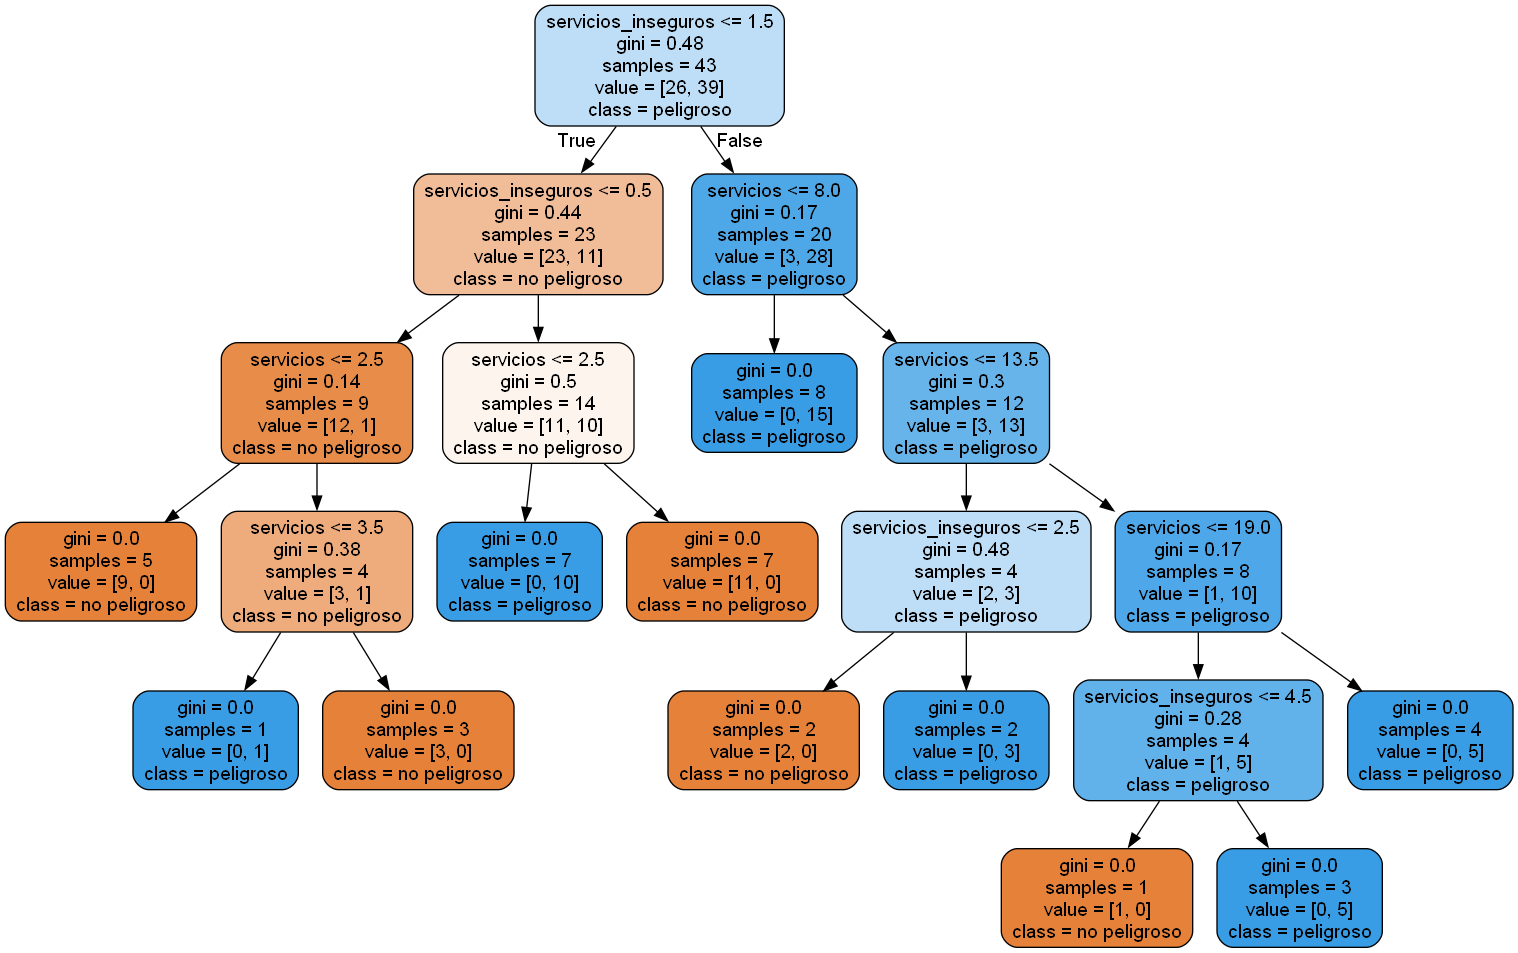 servicios_inseguros <= 1.5
gini = 0.48
samples = 43
value = [26, 39]
class = peligroso
True
False
servicios_inseguros <= 0.5
gini = 0.44
samples = 23
value = [23, 11]
class = no peligroso
servicios <= 8.0
gini = 0.17
samples = 20
value = [3, 28]
class = peligroso
servicios <= 2.5
gini = 0.14
samples = 9
value = [12, 1]
class = no peligroso
servicios <= 2.5
gini = 0.5
samples = 14
value = [11, 10]
class = no peligroso
gini = 0.0
samples = 8
value = [0, 15]
class = peligroso
servicios <= 13.5
gini = 0.3
samples = 12
value = [3, 13]
class = peligroso
gini = 0.0
samples = 5
value = [9, 0]
class = no peligroso
servicios <= 3.5
gini = 0.38
samples = 4
value = [3, 1]
class = no peligroso
gini = 0.0
samples = 7
value = [0, 10]
class = peligroso
gini = 0.0
samples = 7
value = [11, 0]
class = no peligroso
servicios_inseguros <= 2.5
gini = 0.48
samples = 4
value = [2, 3]
class = peligroso
servicios <= 19.0
gini = 0.17
samples = 8
value = [1, 10]
class = peligroso
gini = 0.0
samples = 1
value = [0, 1]
class = peligroso
gini = 0.0
samples = 3
value = [3, 0]
class = no peligroso
gini = 0.0
samples = 2
value = [2, 0]
class = no peligroso
gini = 0.0
samples = 2
value = [0, 3]
class = peligroso
servicios_inseguros <= 4.5
gini = 0.28
samples = 4
value = [1, 5]
class = peligroso
gini = 0.0
samples = 4
value = [0, 5]
class = peligroso
gini = 0.0
samples = 1
value = [1, 0]
class = no peligroso
gini = 0.0
samples = 3
value = [0, 5]
class = peligroso